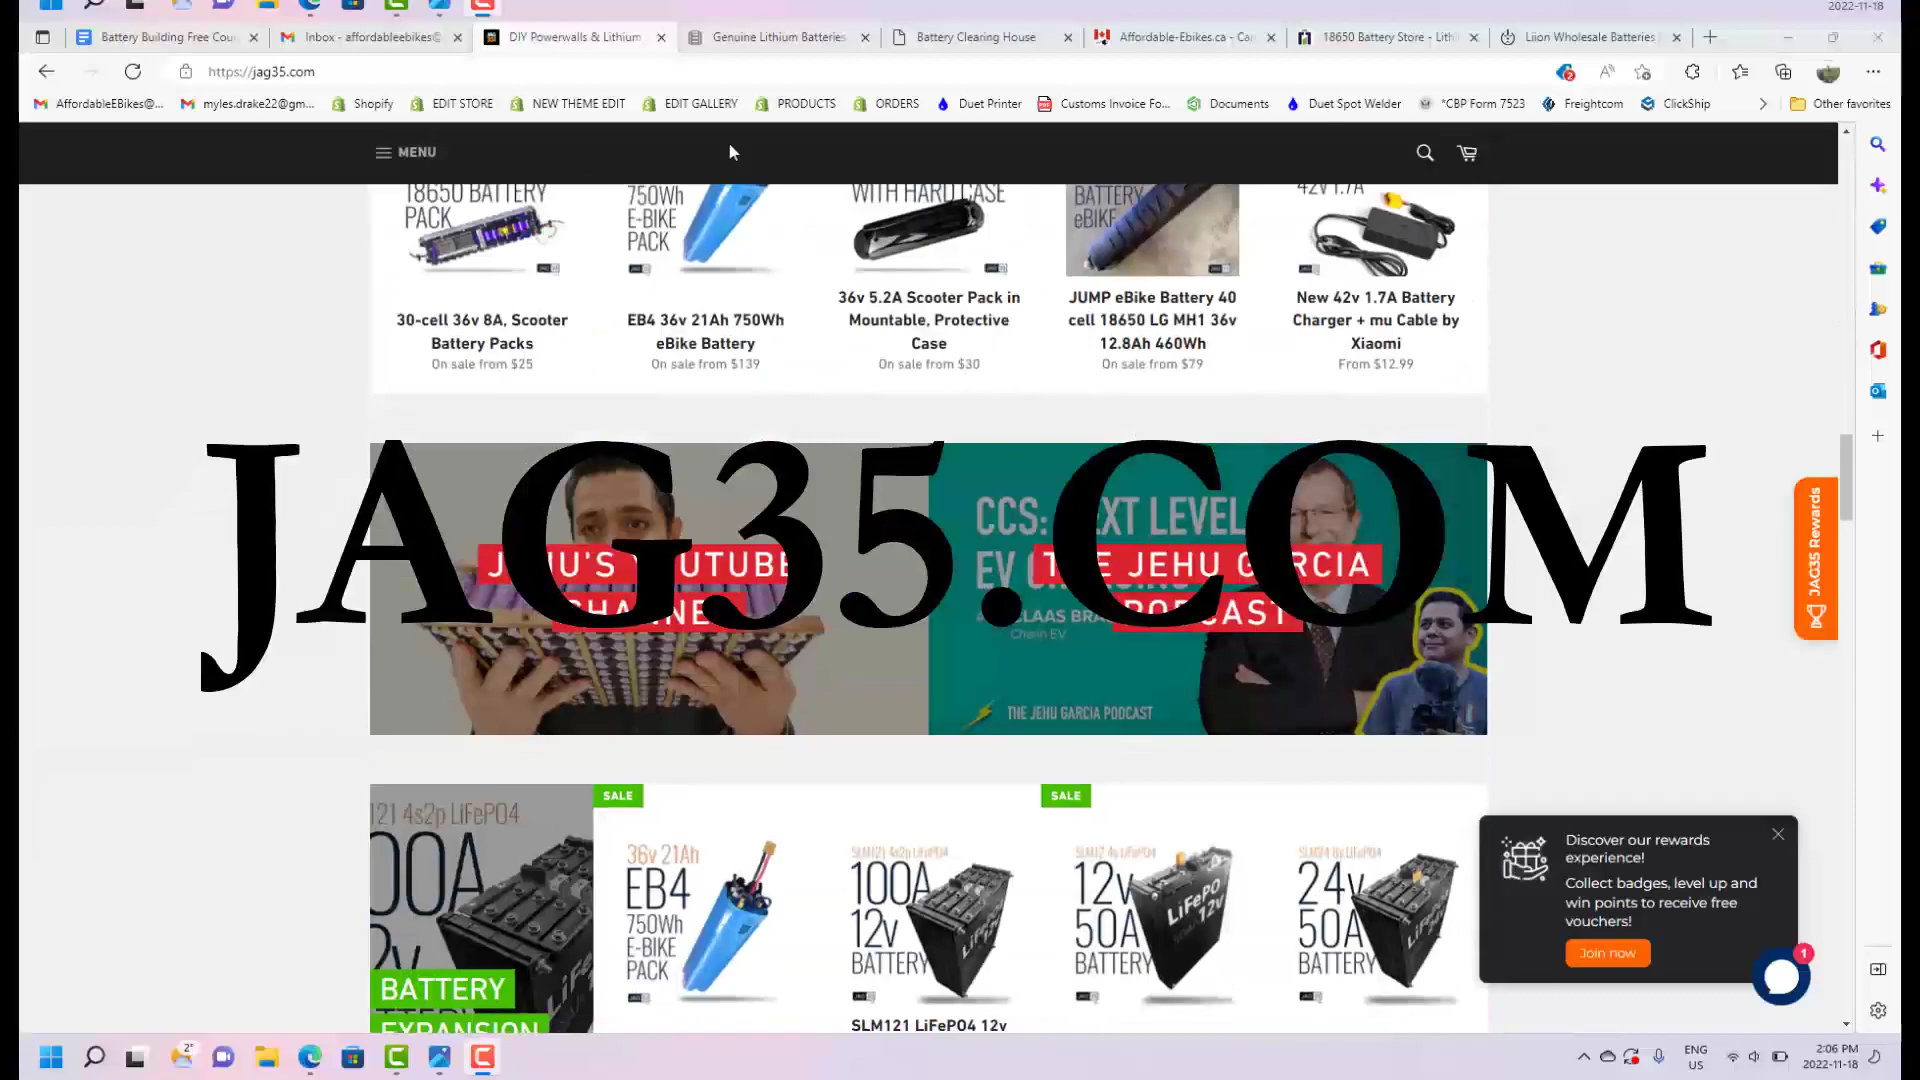 2022-11-18
Battery Building Free Cou
Inbox - affordableebikes@
DIY Powerwalls & Lithium
Genuine Lithium Batteries
Battery Clearing House
Affordable-Ebikes.ca - Ca
18650 Battery Store - Lith
Liion Wholesale Batteries
https://jag35.com
2
AffordableEBikes@...
myles.drake22@gm...
Shopify
EDIT STORE
NEW THEME EDIT
EDIT GALLERY
PRODUCTS
ORDERS
Duet Printer
Customs Invoice Fo...
Documents
Duet Spot Welder
*CBP Form 7523
Freightcom
ClickShip
Other favorites
MENU
18650 BATTERY
PACK
750Wh
E-BIKE
PACK
WITH HARD CASE
BATTERY
eBIKE
42V 1.7A
30-cell 36v 8A, Scooter
Battery Packs
On sale from $25
EB4 36v 21Ah 750Wh
eBike Battery
On sale from $139
36v 5.2A Scooter Pack in
Mountable, Protective
Case
On sale from $30
JUMP eBike Battery 40
cell 18650 LG MH1 36v
12.8Ah 460Wh
On sale from $79
New 42v 1.7A Battery
Charger + mu Cable by
Xiaomi
From $12.99
JAG35.COM
JEHU'S YOUTUBE
CHANNEL
CCS: NEXT LEVEL
EV
THE JEHU GARCIA
PODCAST
Charin EV
THE JEHU GARCIA PODCAST
JAG35 Rewards
121 4s2p LiFePO4
00A
2v
BATTERY
EXPANSION
SALE
36v 21Ah
EB4
750Wh
E-BIKE
PACK
SLM121 4s2p LiFePO4
100A
12v
BATTERY
SLM121 LiFePO4 12v
SALE
SLM12 4s LiFePO4
12v
50A
BATTERY
LiFePO
12v
24v
50A
BATTERY
Discover our rewards
experience!
Collect badges, level up and
win points to receive free
vouchers!
Join now
1
2°
ENG
US
2:06 PM
2022-11-18